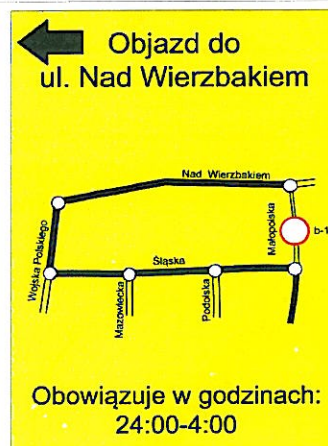 Objazd do
ul. Nad Wierzbakiem
Nad Wierzbakiem
Małopolska
b-1
Wojska Polskiego
Śląska
Mazowiecka
Podolska
Obowiązuje w godzinach:
24:00-4:00